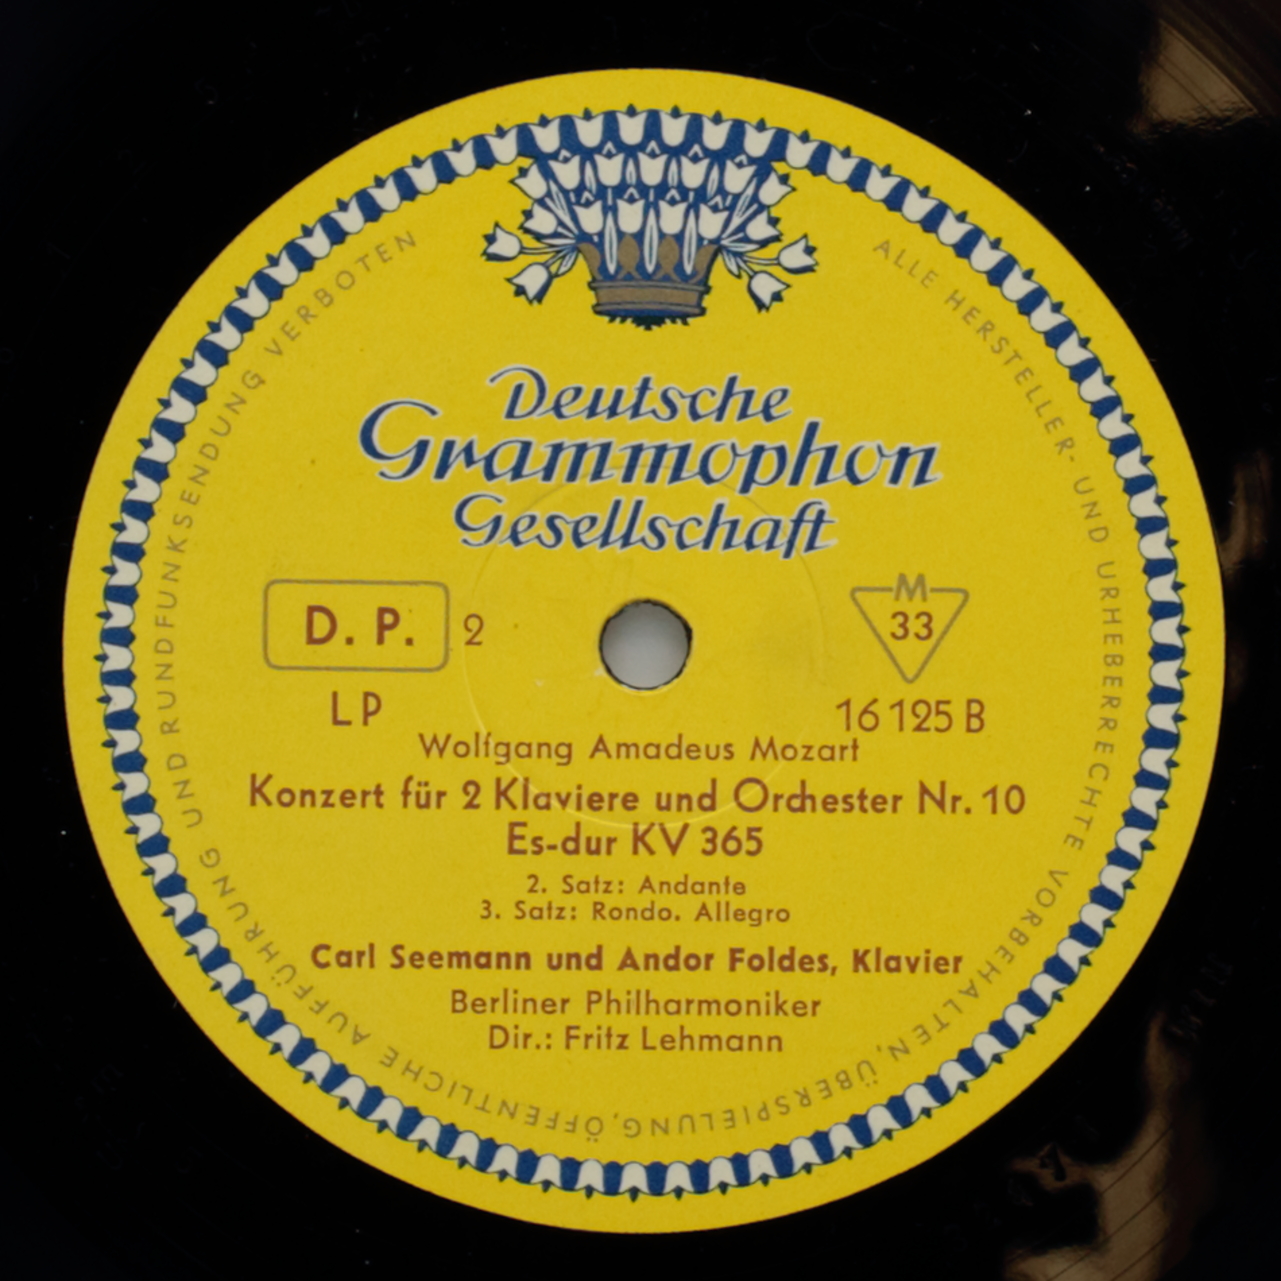 Deutsche
Grammophon
Gesellschaft
D. P. 2
M
33
LP
16 125 B
Wolfgang Amadeus Mozart
Konzert für 2 Klaviere und Orchester Nr. 10
Es-dur KV 365
2. Satz: Andante
3. Satz: Rondo. Allegro
Carl Seemann und Andor Foldes, Klavier
Berliner Philharmoniker
Dir.: Fritz Lehmann
ALLE HERSTELLER- UND URHEBERRECHTE VORBEHALTEN, ÜBERSPIELUNG, ÖFFENTLICHE AUFFÜHRUNG UND RUNDFUNKSENDUNG VERBOTEN